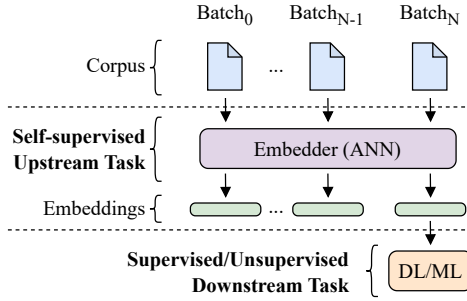 Batch0 BatchN-1 BatchN
Corpus
...
Self-supervised
Upstream Task
Embedder (ANN)
Embeddings
...
Supervised/Unsupervised
Downstream Task
DL/ML